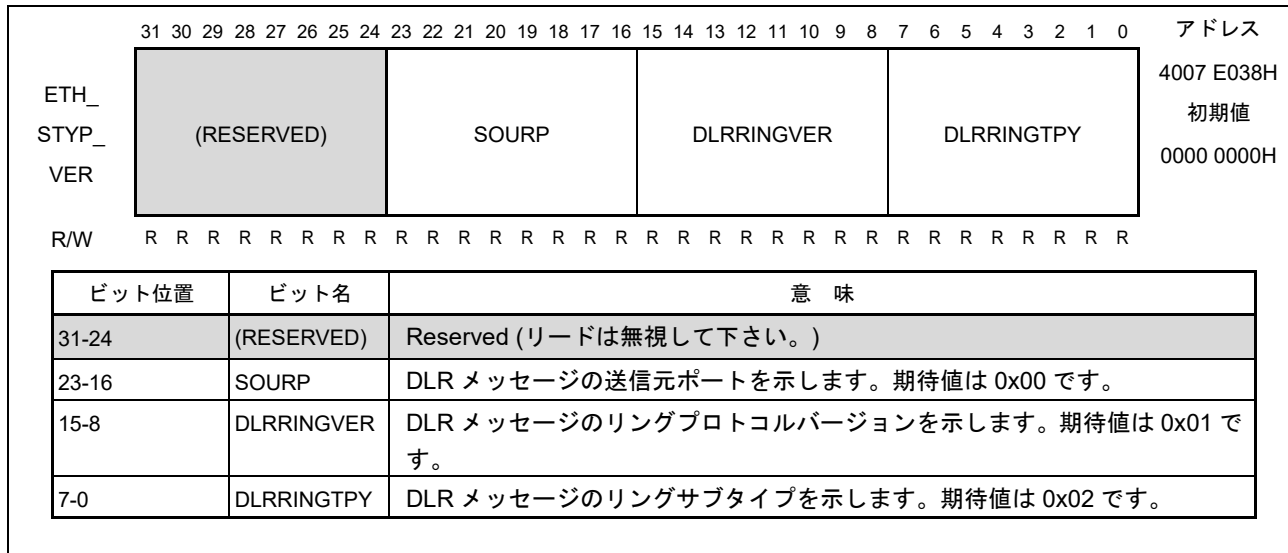 31 30 29 28 27 26 25 24 23 22 21 20 19 18 17 16 15 14 13 12 11 10 9 8 7 6 5 4 3 2 1 0 アドレス
ETH_
STYP_
VER
(RESERVED) SOURP DLRRINGVER DLRRINGTPY
4007 E038H
初期値
0000 0000H
R/W R R R R R R R R R R R R R R R R R R R R R R R R R R R R R R R R
ビット位置 ビット名 意 味
31-24 (RESERVED) Reserved (リードは無視して下さい。)
23-16 SOURP DLR メッセージの送信元ポートを示します。期待値は 0x00 です。
15-8 DLRRINGVER DLR メッセージのリングプロトコルバージョンを示します。期待値は 0x01 で
す。
7-0 DLRRINGTPY DLR メッセージのリングサブタイプを示します。期待値は 0x02 です。